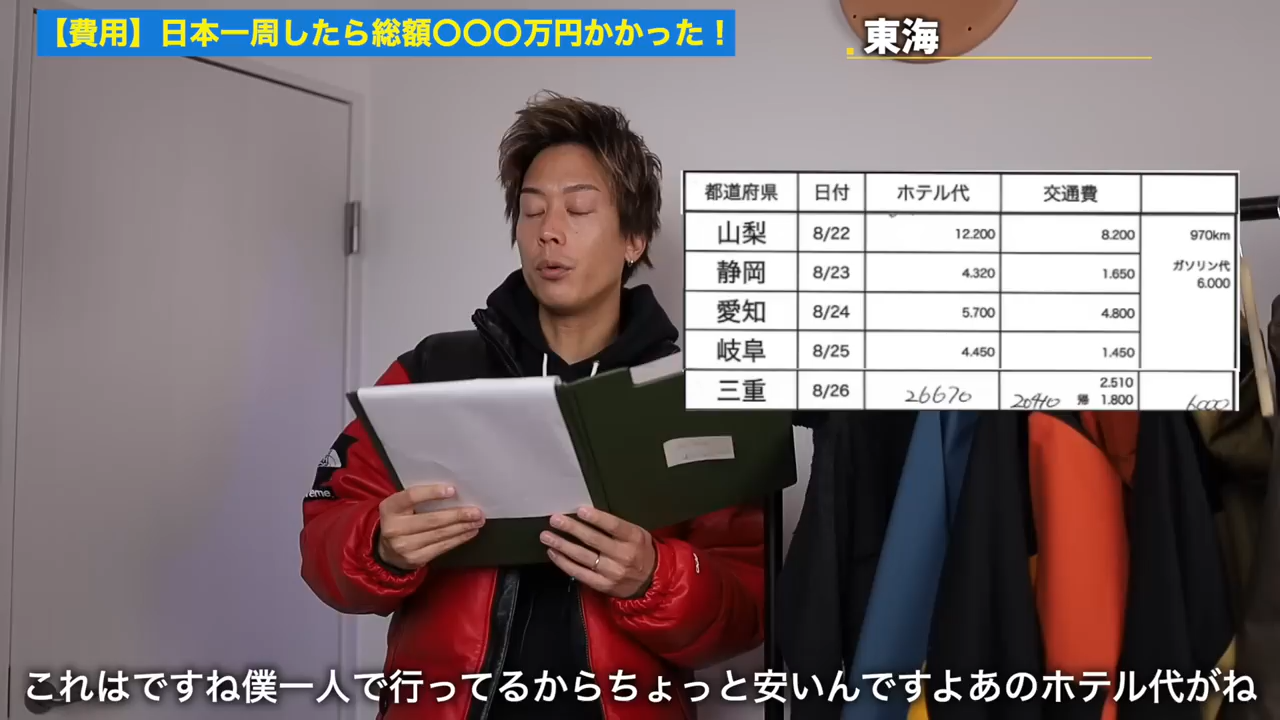 【費用】日本一周したら総額〇〇〇万円かかった！
東海
都道府県 日付 ホテル代 交通費
山梨 8/22 12.200 8.200 970km
静岡 8/23 4.320 1.650 ガソリン代 6.000
愛知 8/24 5.700 4.800
岐阜 8/25 4.450 1.450
三重 8/26 26670 20410 2.510 帰 1.800 6000
reme
これはですね僕一人で行ってるからちょっと安いんですよあのホテル代がね